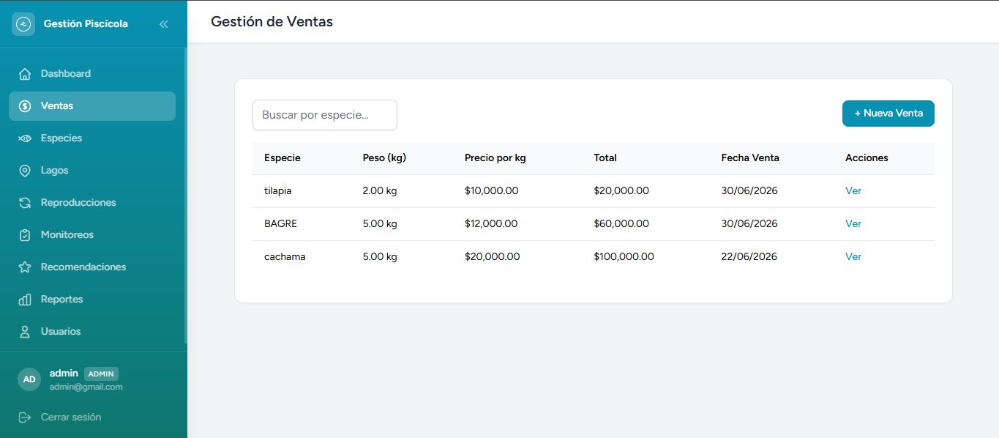 Gestión Piscícola
Dashboard
Ventas
Especies
Lagos
Reproducciones
Monitoreos
Recomendaciones
Reportes
Usuarios
AD admin ADMIN
admin@gmail.com
Cerrar sesión
Gestión de Ventas
Buscar por especie...
+ Nueva Venta
Especie Peso (kg) Precio por kg Total Fecha Venta Acciones
tilapia 2.00 kg $10,000.00 $20,000.00 30/06/2026 Ver
BAGRE 5.00 kg $12,000.00 $60,000.00 30/06/2026 Ver
cachama 5.00 kg $20,000.00 $100,000.00 22/06/2026 Ver